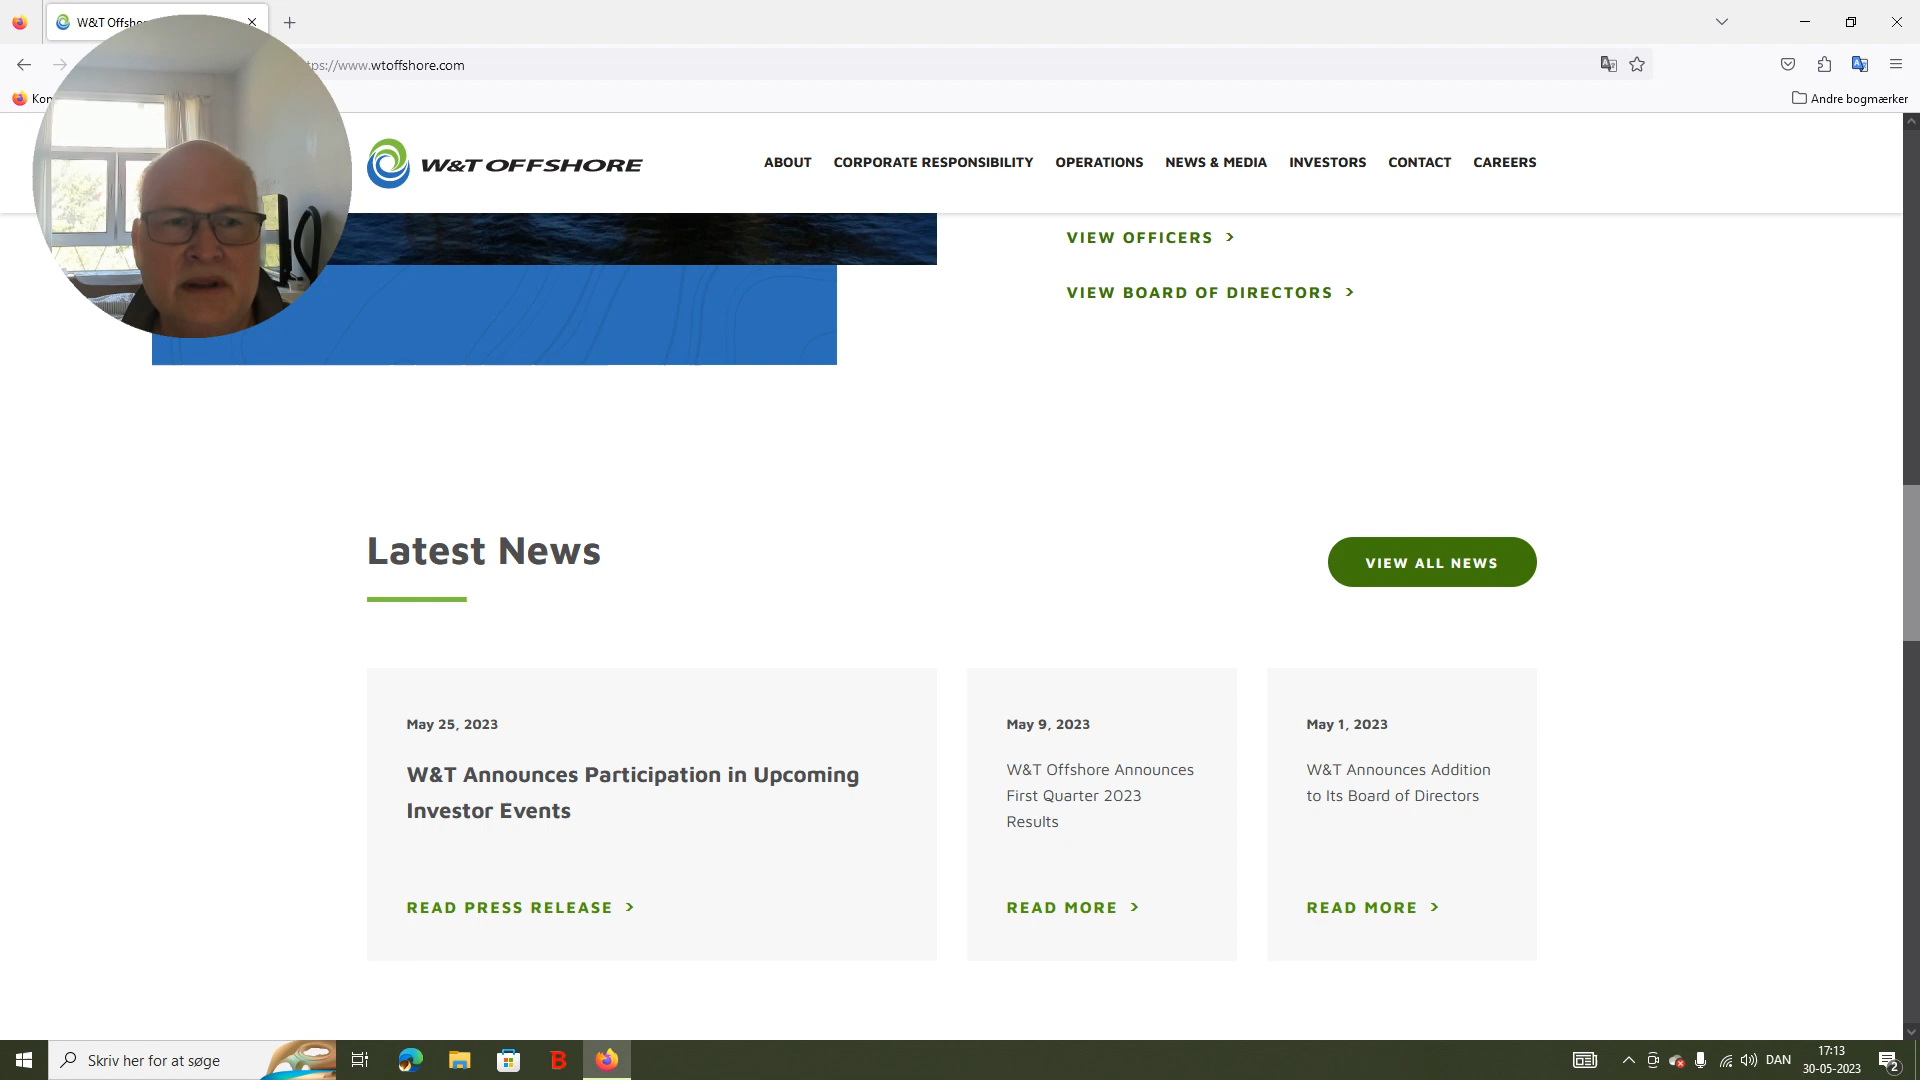 W&T Offsho
ps://www.wtoffshore.com
Kom
Andre bogmærker
W&T OFFSHORE
ABOUT
CORPORATE RESPONSIBILITY
OPERATIONS
NEWS & MEDIA
INVESTORS
CONTACT
CAREERS
VIEW OFFICERS >
VIEW BOARD OF DIRECTORS >
Latest News
VIEW ALL NEWS
May 25, 2023
W&T Announces Participation in Upcoming
Investor Events
READ PRESS RELEASE >
May 9, 2023
W&T Offshore Announces
First Quarter 2023
Results
READ MORE >
May 1, 2023
W&T Announces Addition
to Its Board of Directors
READ MORE >
Skriv her for at søge
B
DAN
17:13
30-05-2023
2